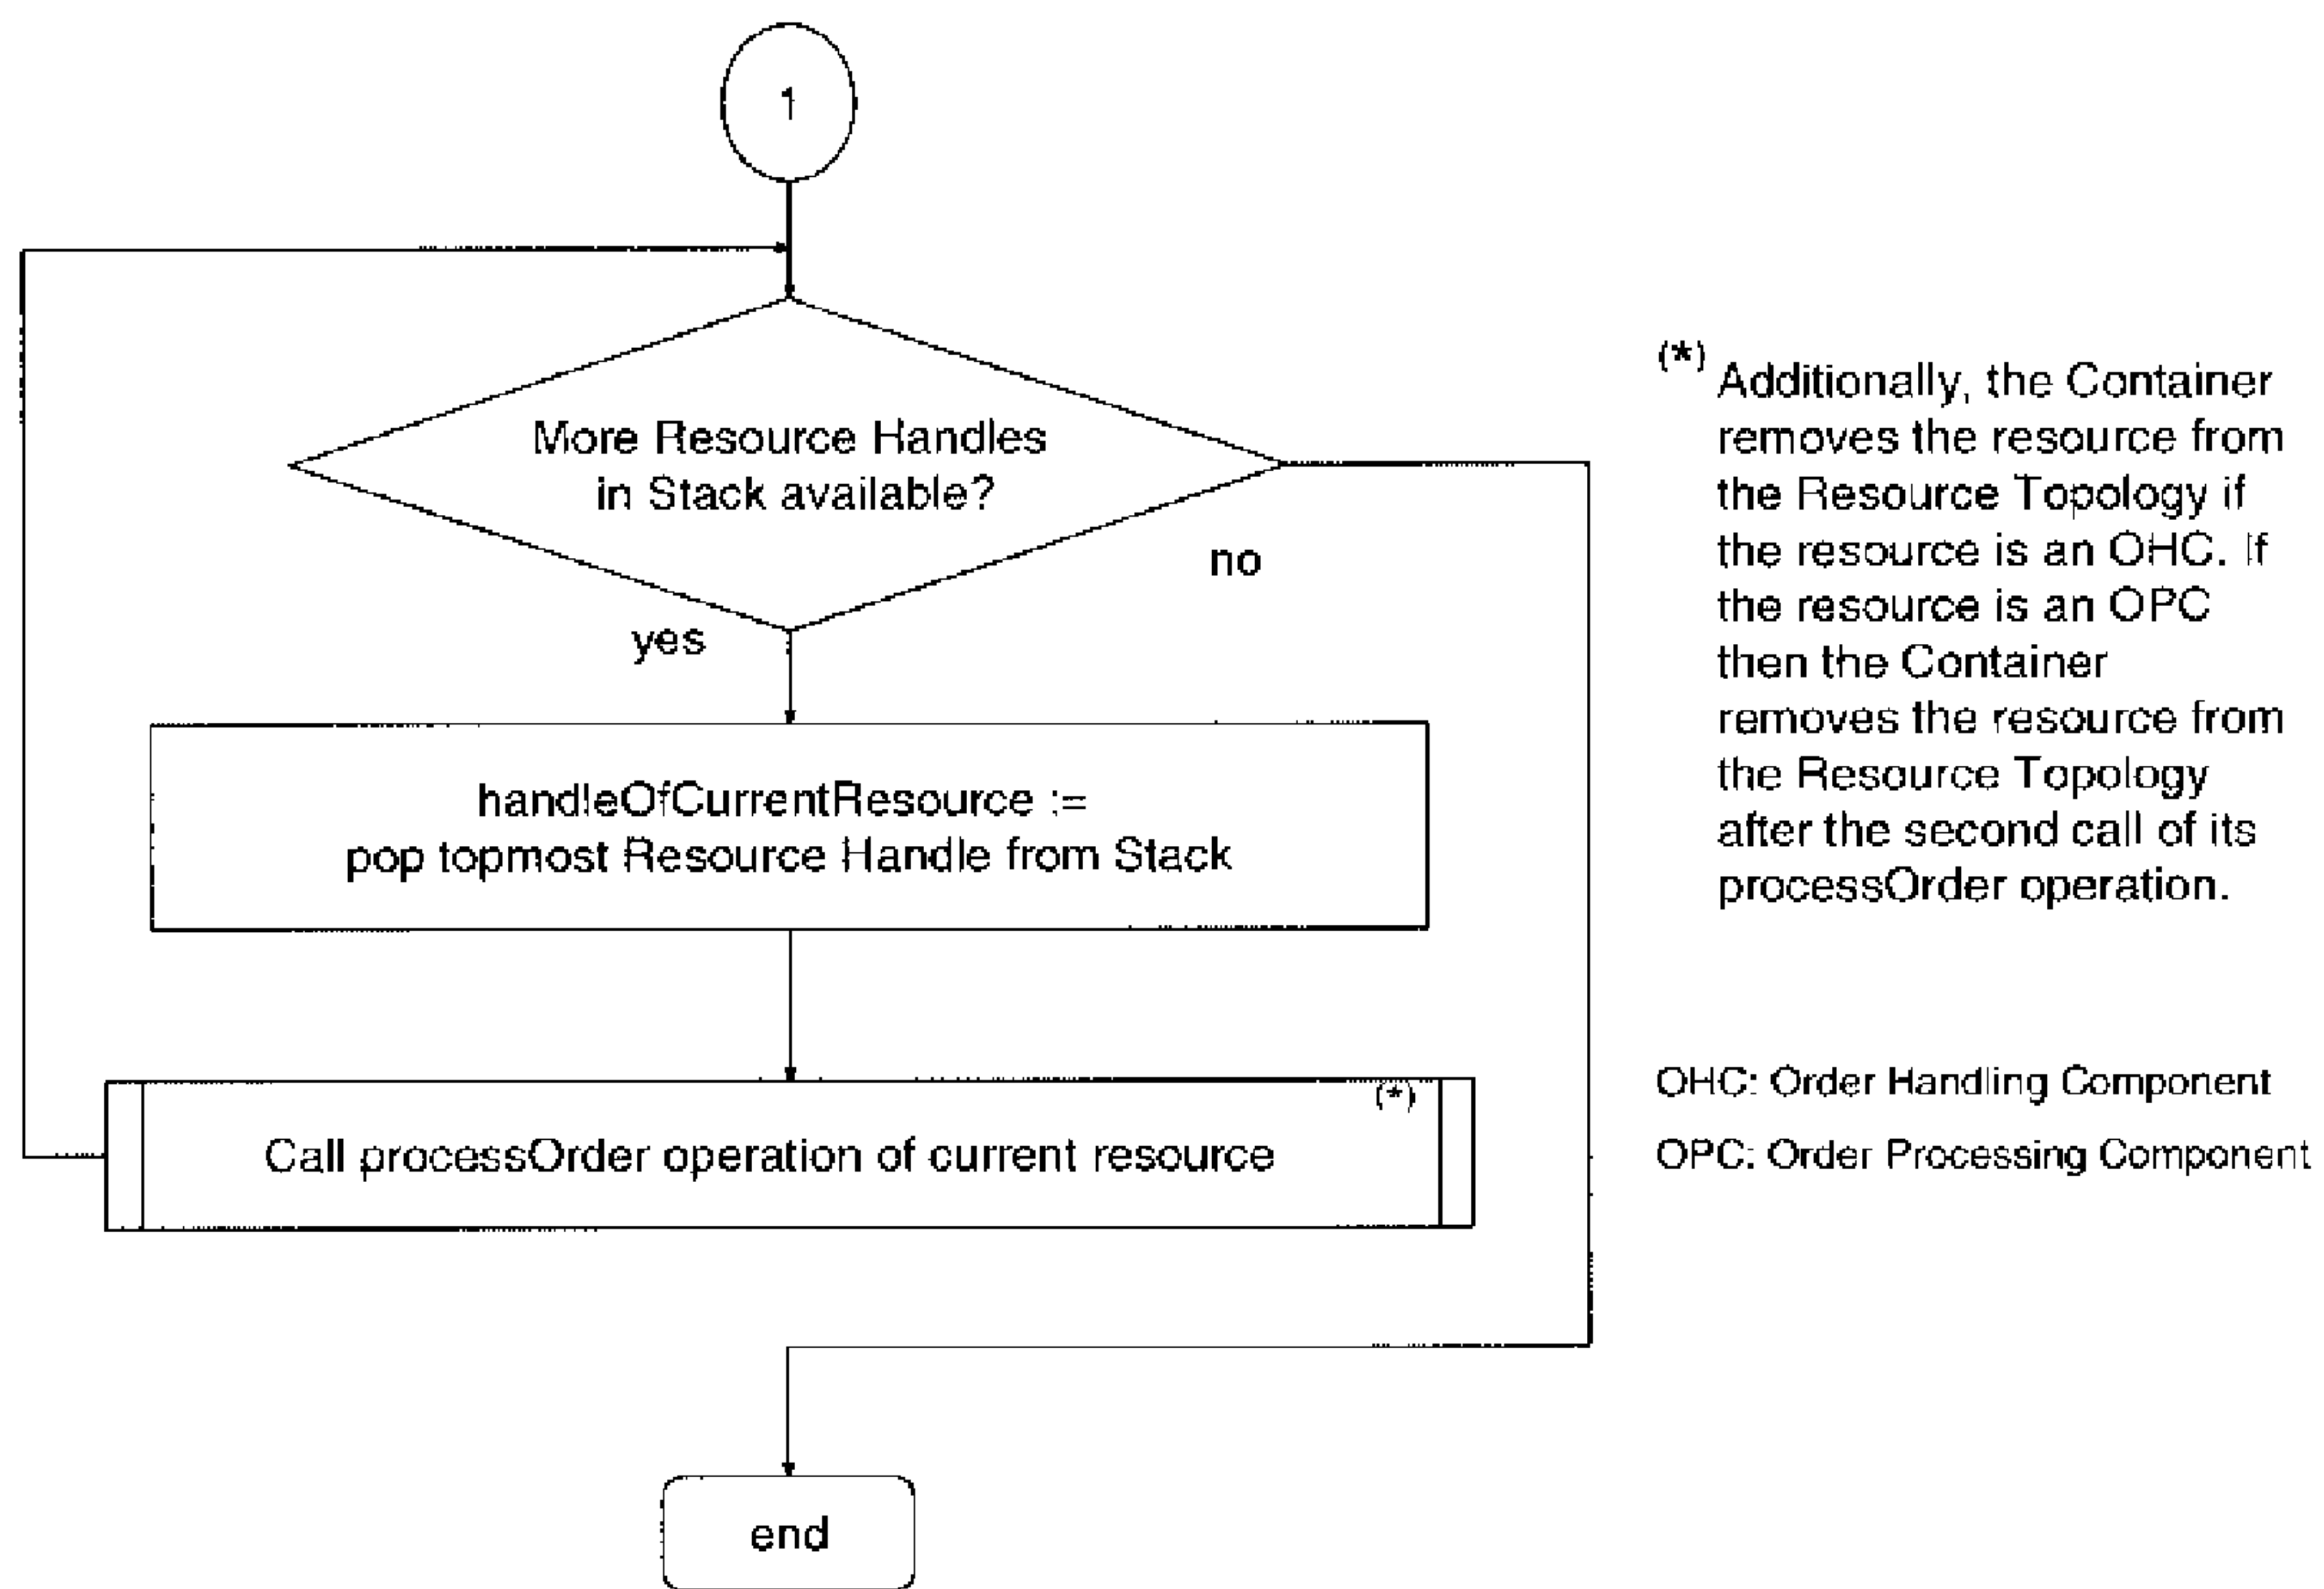 1
More Resource Handles
in Stack available?
no
yes
handleOfCurrentResource :=
pop topmost Resource Handle from Stack
(*)
Call processOrder operation of current resource
end
(*)
Additionally, the Container
removes the resource from
the Resource Topology if
the resource is an OHC. If
the resource is an OPC
then the Container
removes the resource from
the Resource Topology
after the second call of its
processOrder operation.
OHC: Order Handling Component
OPC: Order Processing Component